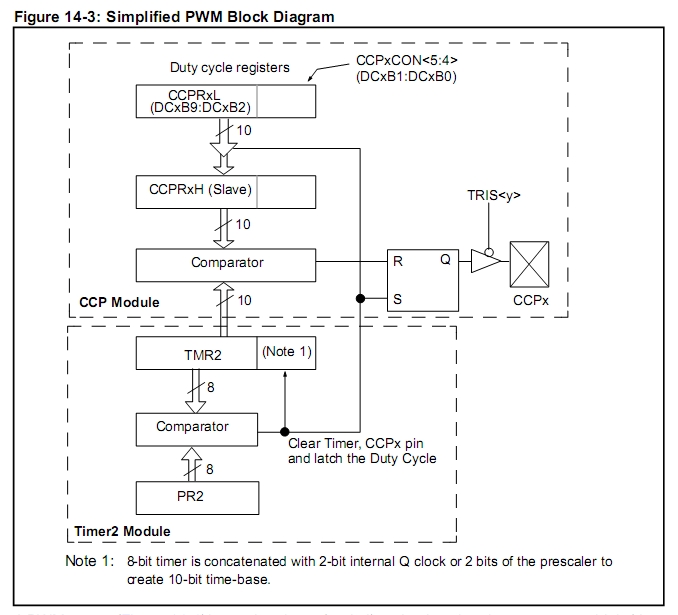 Figure 14-3: Simplified PWM Block Diagram
Duty cycle registers
CCPxCON<5:4>
(DCxB1:DCxB0)
CCPRxL
(DCxB9:DCxB2)
10
CCPRxH (Slave)
TRIS<y>
10
Comparator
R
Q
S
CCPx
CCP Module
10
TMR2
(Note 1)
8
Comparator
Clear Timer, CCPx pin
and latch the Duty Cycle
8
PR2
Timer2 Module
Note 1: 8-bit timer is concatenated with 2-bit internal Q clock or 2 bits of the prescaler to
create 10-bit time-base.